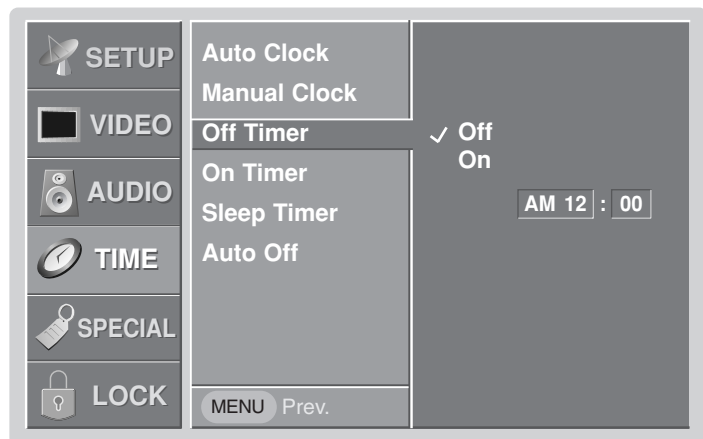 SETUP
VIDEO
AUDIO
TIME
SPECIAL
LOCK
Auto Clock
Manual Clock
Off Timer
On Timer
Sleep Timer
Auto Off
MENU Prev.
Off
On
AM 12 : 00